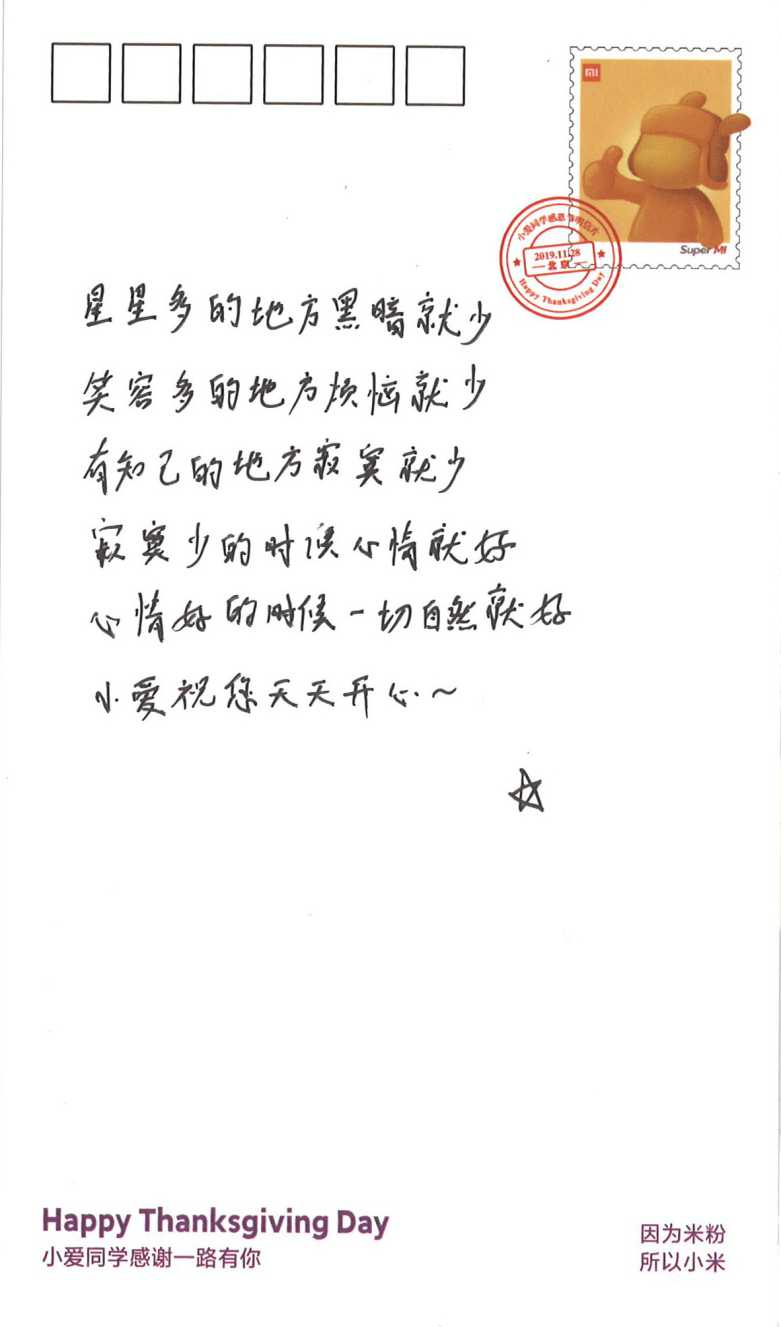 MI
Super MI
小爱同学感恩节明信片
2019.11.28
北京
Happy Thanksgiving Day
星星多的地方黑暗就少
笑容多的地方烦恼就少
有知己的地方寂寞就少
寂寞少的时候心情就好
心情好的时候一切自然就好
小爱祝您天天开心~
Happy Thanksgiving Day
小爱同学感谢一路有你
因为米粉
所以小米